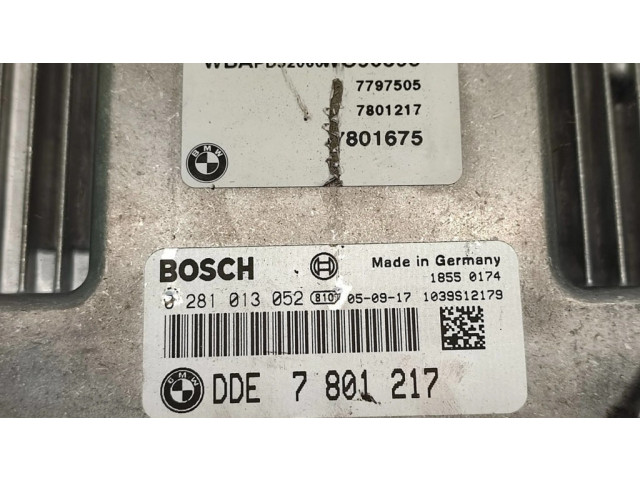 7797505
7801217
7801675
BMW
BOSCH
Made in Germany
1855 0174
0 281 013 052 B10 05-09-17 1039S12179
BMW
DDE 7 801 217